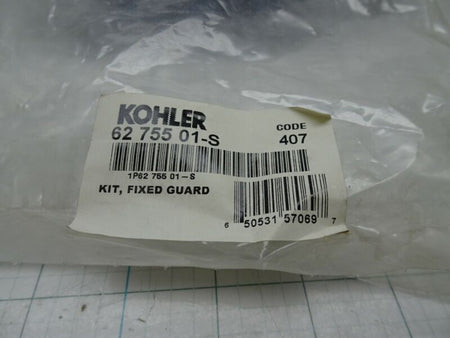 KOHLER
62 755 01-S
CODE
407
1P62 755 01-S
KIT, FIXED GUARD
6 50531 57069 7